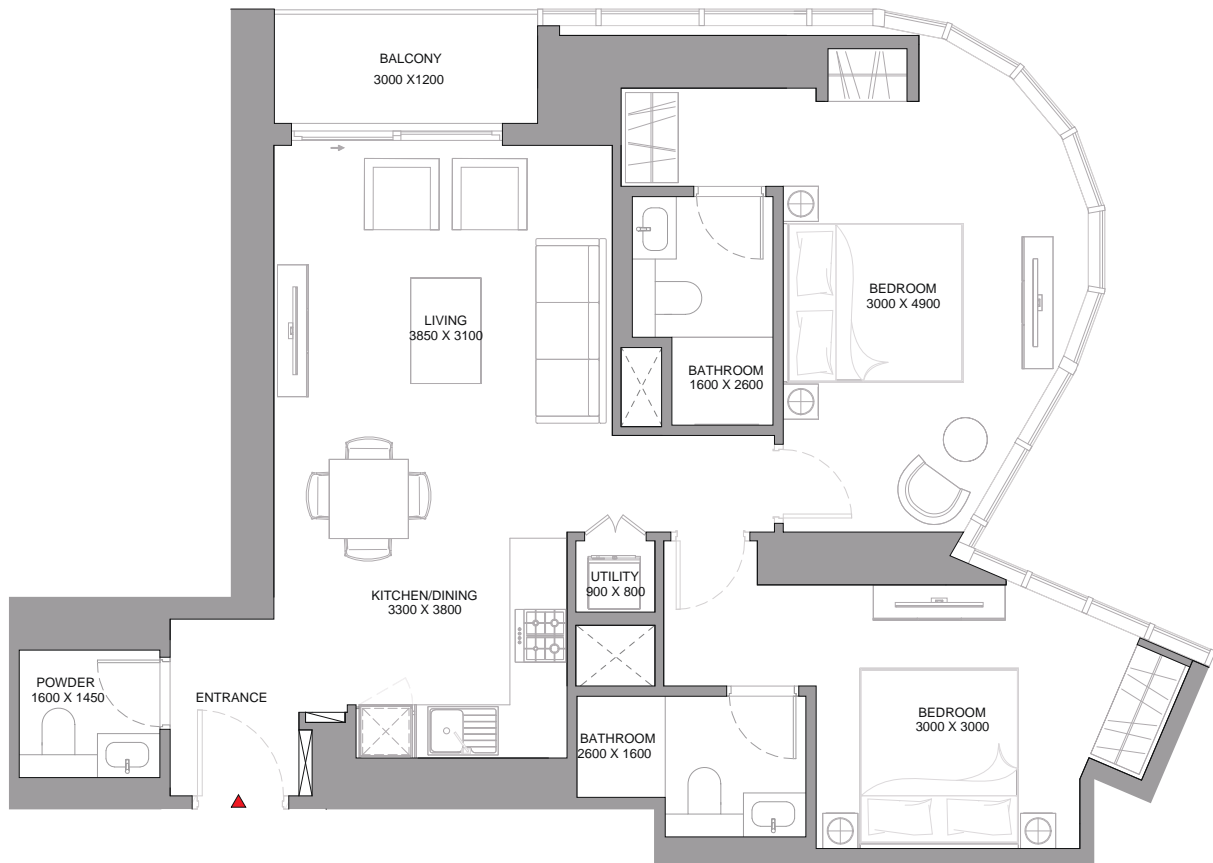 BALCONY
3000 X1200
BEDROOM
3000 X 4900
LIVING
3850 X 3100
BATHROOM
1600 X 2600
UTILITY
900 X 800
KITCHEN/DINING
3300 X 3800
POWDER
1600 X 1450
ENTRANCE
BEDROOM
3000 X 3000
BATHROOM
2600 X 1600